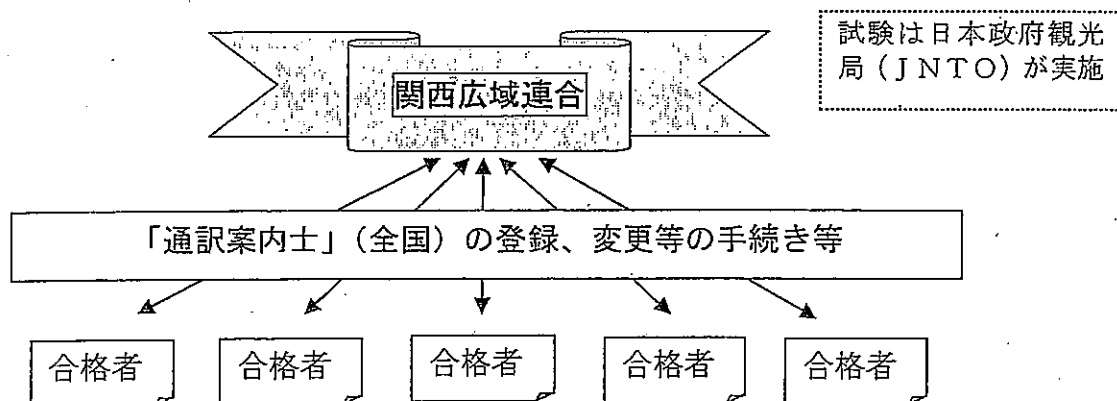 試験は日本政府観光
局（ＪＮＴＯ）が実施
関西広域連合
「通訳案内士」（全国）の登録、変更等の手続き等
合格者
合格者
合格者
合格者
合格者